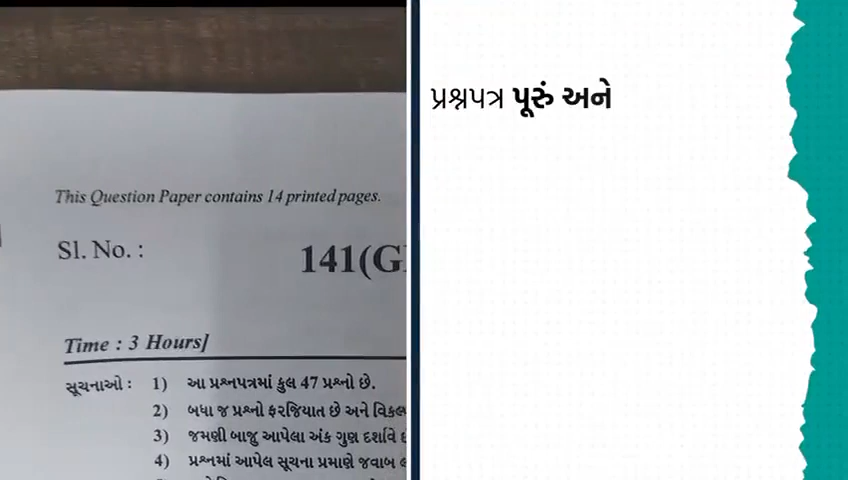 This Question Paper contains 14 printed pages.
Sl. No. :
141(G
Time : 3 Hours]
સૂચનાઓ : 1) આ પ્રશ્નપત્રમાં કુલ 47 પ્રશ્નો છે.
2) બધા જ પ્રશ્નો ફરજિયાત છે અને
3) જમણી બાજુ આપેલા અંક ગુણ દર્શાવે
4) પ્રશ્નમાં આપેલ સૂચના પ્રમાણે જવાબ
પ્રશ્નપત્ર પૂરું અને